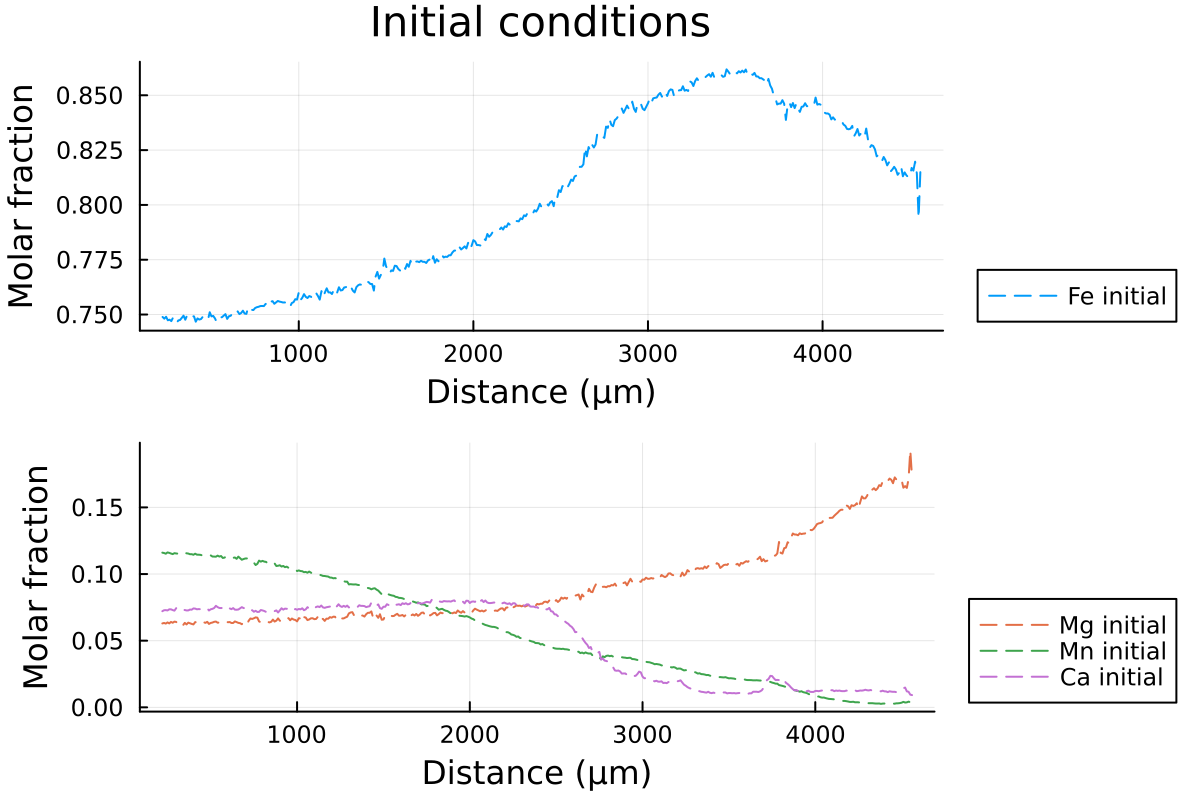 Initial conditions
Molar fraction
0.850
0.825
0.800
0.775
0.750
1000 2000 3000 4000
Distance (µm)
Fe initial
Molar fraction
0.15
0.10
0.05
0.00
1000 2000 3000 4000
Distance (µm)
Mg initial
Mn initial
Ca initial